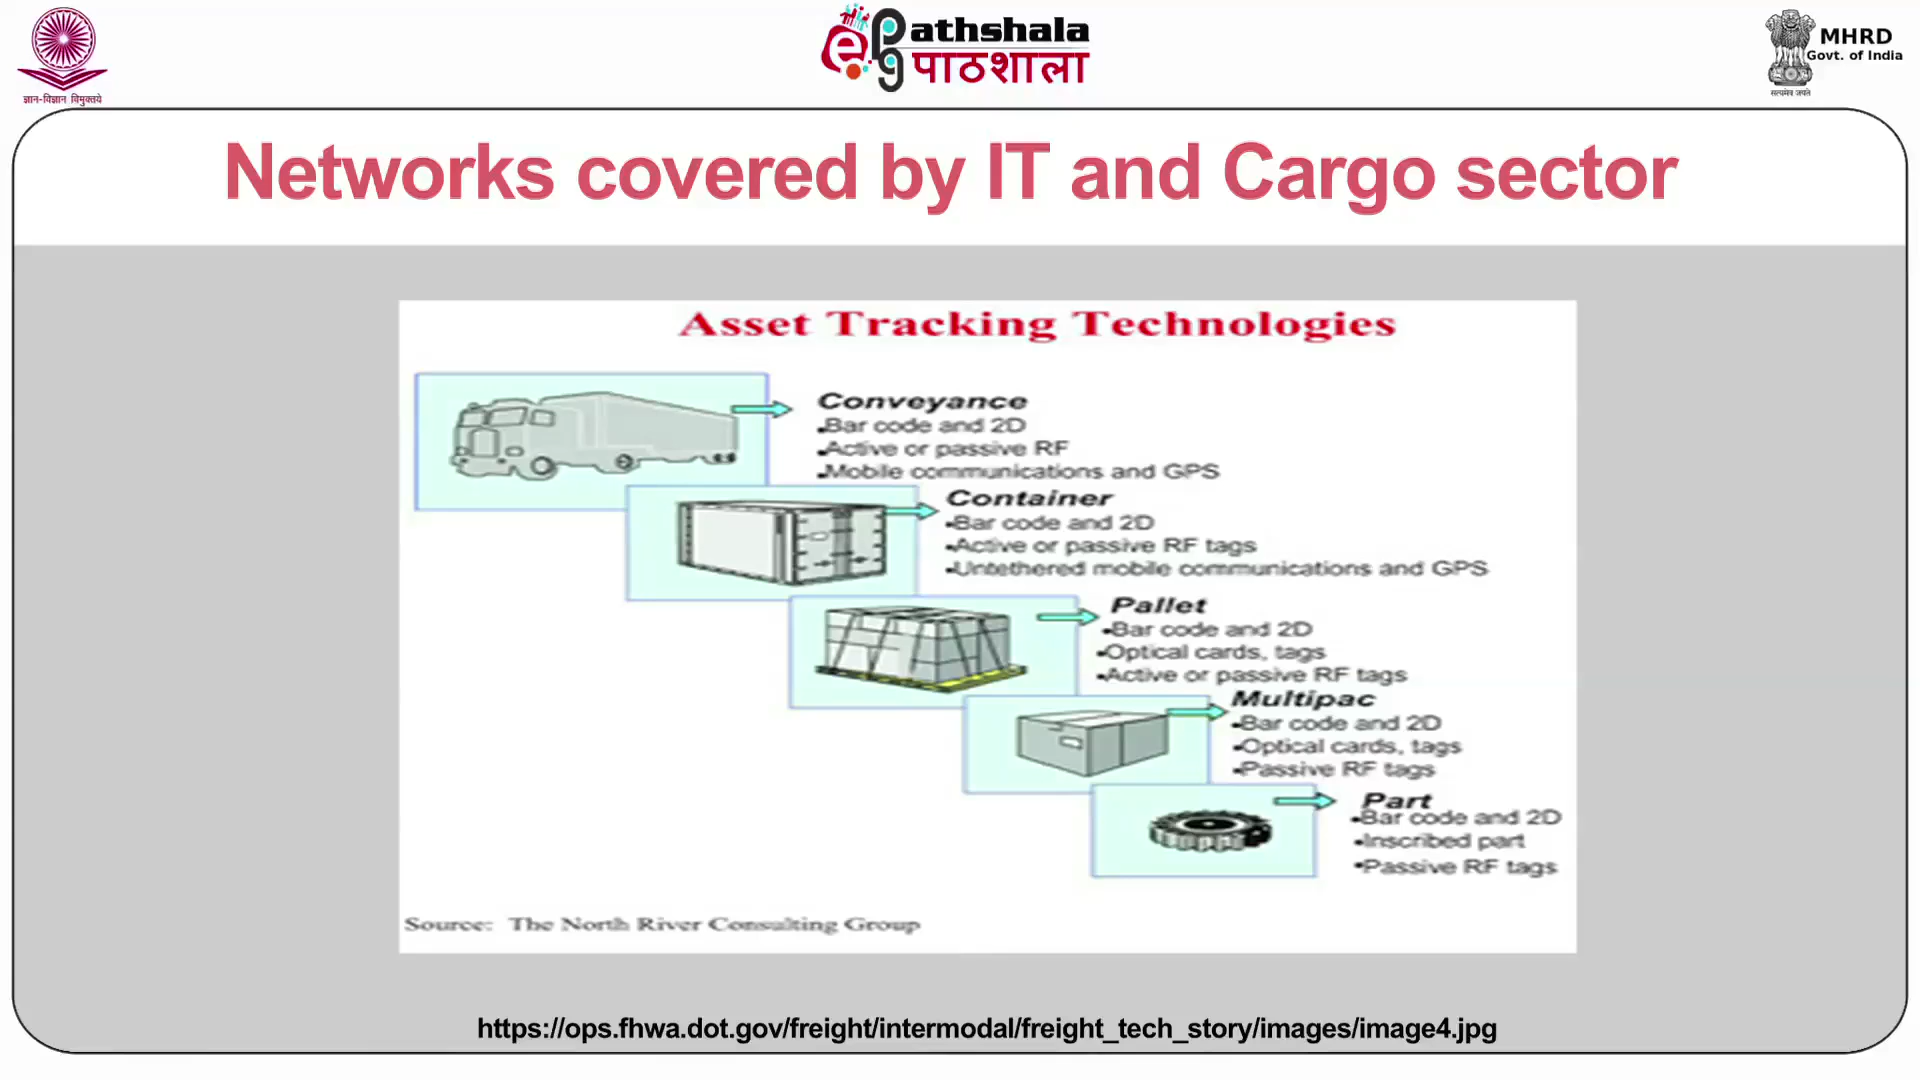 ज्ञान-विज्ञान विमुक्तये
ePG Pathshala
पाठशाला
MHRD
Govt. of India
सत्यमेव जयते
Networks covered by IT and Cargo sector
Asset Tracking Technologies
Conveyance
•Bar code and 2D
•Active or passive RF
•Mobile communications and GPS
Container
•Bar code and 2D
•Active or passive RF tags
•Untethered mobile communications and GPS
Pallet
•Bar code and 2D
•Optical cards, tags
•Active or passive RF tags
Multipac
•Bar code and 2D
•Optical cards, tags
•Passive RF tags
Part
•Bar code and 2D
•Inscribed part
•Passive RF tags
Source: The North River Consulting Group
https://ops.fhwa.dot.gov/freight/intermodal/freight_tech_story/images/image4.jpg